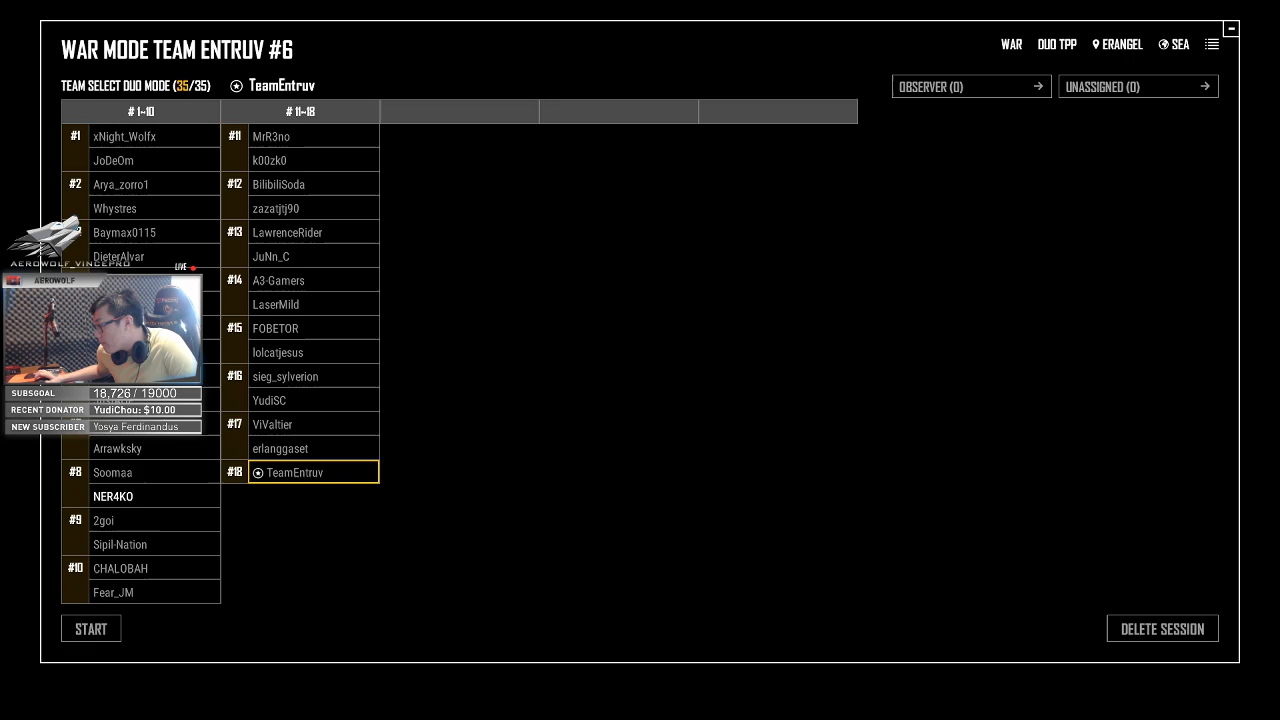 WAR MODE TEAM ENTRUV #6
WAR DUO TPP ERANGEL SEA
TEAM SELECT DUO MODE (35/35) TeamEntruv
OBSERVER (0)
UNASSIGNED (0)
# 1~10
# 11~18
#1 xNight_Wolfx
JoDeOm
#2 Arya_zorro1
Whystres
Baymax0115
DieterAlvar
AEROWOLF_VINCEPRO
LIVE
AEROWOLF
SUBSGOAL 18,726 / 19000
RECENT DONATOR YudiChou: $10.00
NEW SUBSCRIBER Yosya Ferdinandus
Arrawksky
#8 Soomaa
NER4KO
#9 2goi
Sipil-Nation
#10 CHALOBAH
Fear_JM
#11 MrR3no
k00zk0
#12 BilibiliSoda
zazatjtj90
#13 LawrenceRider
JuNn_C
#14 A3-Gamers
LaserMild
#15 FOBETOR
lolcatjesus
#16 sieg_sylverion
YudiSC
#17 ViValtier
erlanggaset
#18 TeamEntruv
START
DELETE SESSION